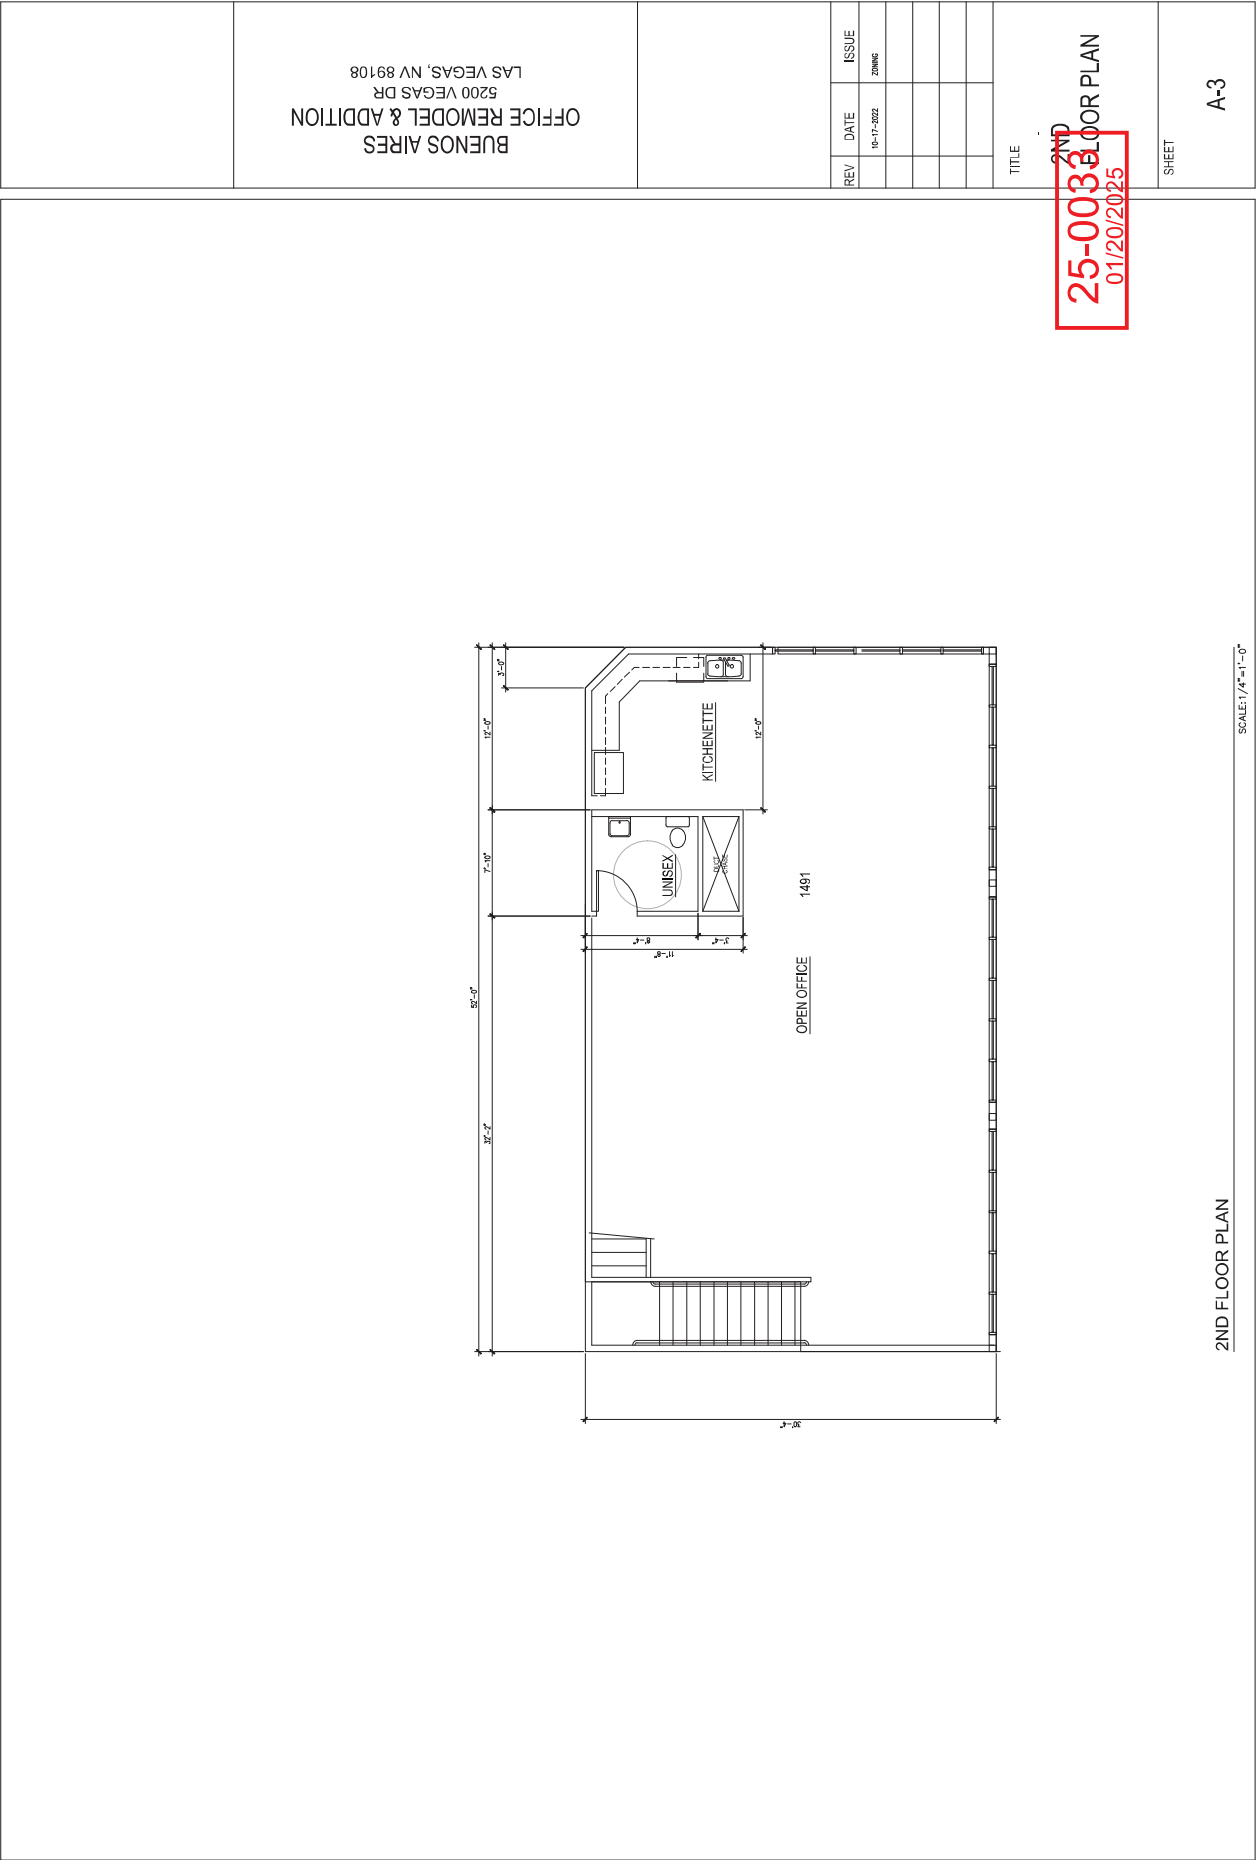 BUENOS AIRES
OFFICE REMODEL & ADDITION
5200 VEGAS DR
LAS VEGAS, NV 89108
REV DATE ISSUE
10-17-2022 ZONING
TITLE
-
2ND
FLOOR PLAN
SHEET
A-3
25-0033
01/20/2025
52'-0"
32'-2"
7'-10"
12'-0"
3'-0"
KITCHENETTE
12'-0"
UNISEX
DUCT
CHASE
8'-4"
3'-4"
11'-8"
1491
OPEN OFFICE
30'-4"
2ND FLOOR PLAN
SCALE: 1/4"=1'-0"